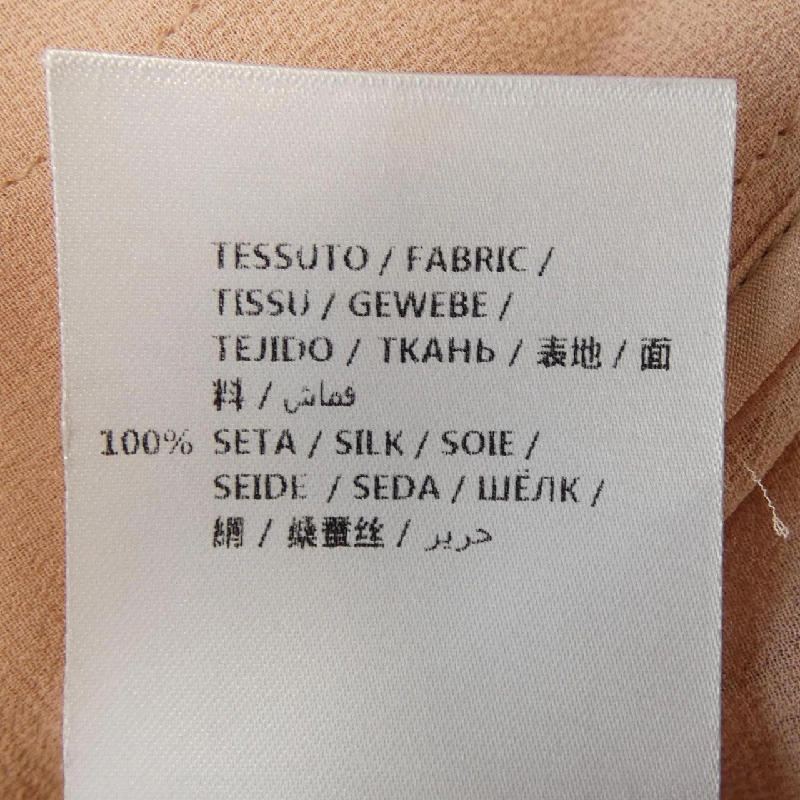 TESSUTO / FABRIC /
TISSU / GEWEBE /
TEJIDO / ТКАНЬ / 表地 / 面
料 / قماش
100% SETA / SILK / SOIE /
SEIDE / SEDA / ШЁЛК /
絹 / 桑蚕丝 / حرير